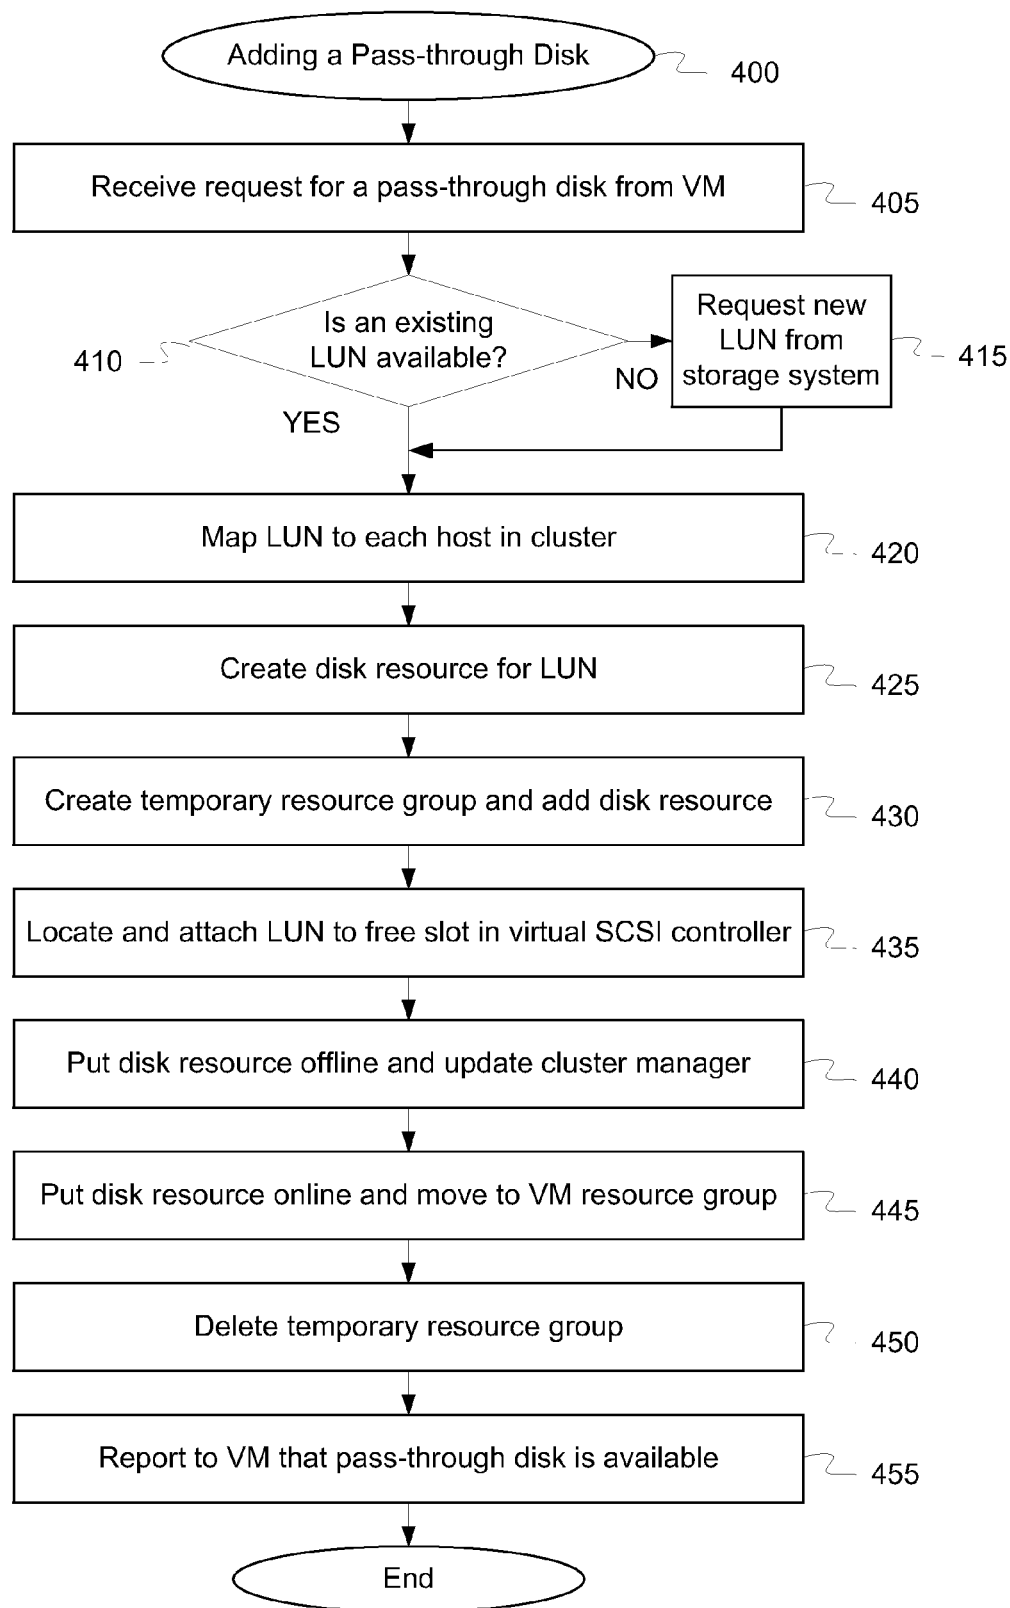 Adding a Pass-through Disk
400
Receive request for a pass-through disk from VM
405
Is an existing
LUN available?
410
NO
Request new
LUN from
storage system
415
YES
Map LUN to each host in cluster
420
Create disk resource for LUN
425
Create temporary resource group and add disk resource
430
Locate and attach LUN to free slot in virtual SCSI controller
435
Put disk resource offline and update cluster manager
440
Put disk resource online and move to VM resource group
445
Delete temporary resource group
450
Report to VM that pass-through disk is available
455
End